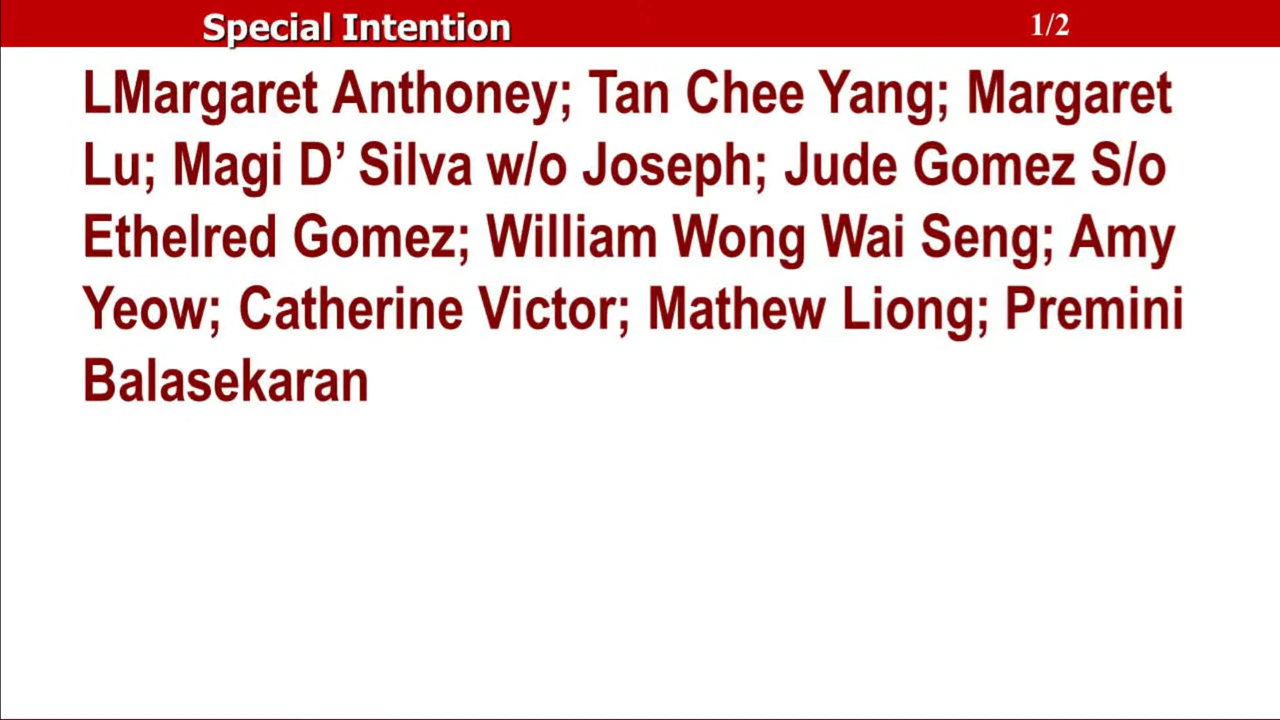 Special Intention 1/2
LMargaret Anthoney; Tan Chee Yang; Margaret
Lu; Magi D’ Silva w/o Joseph; Jude Gomez S/o
Ethelred Gomez; William Wong Wai Seng; Amy
Yeow; Catherine Victor; Mathew Liong; Premini
Balasekaran